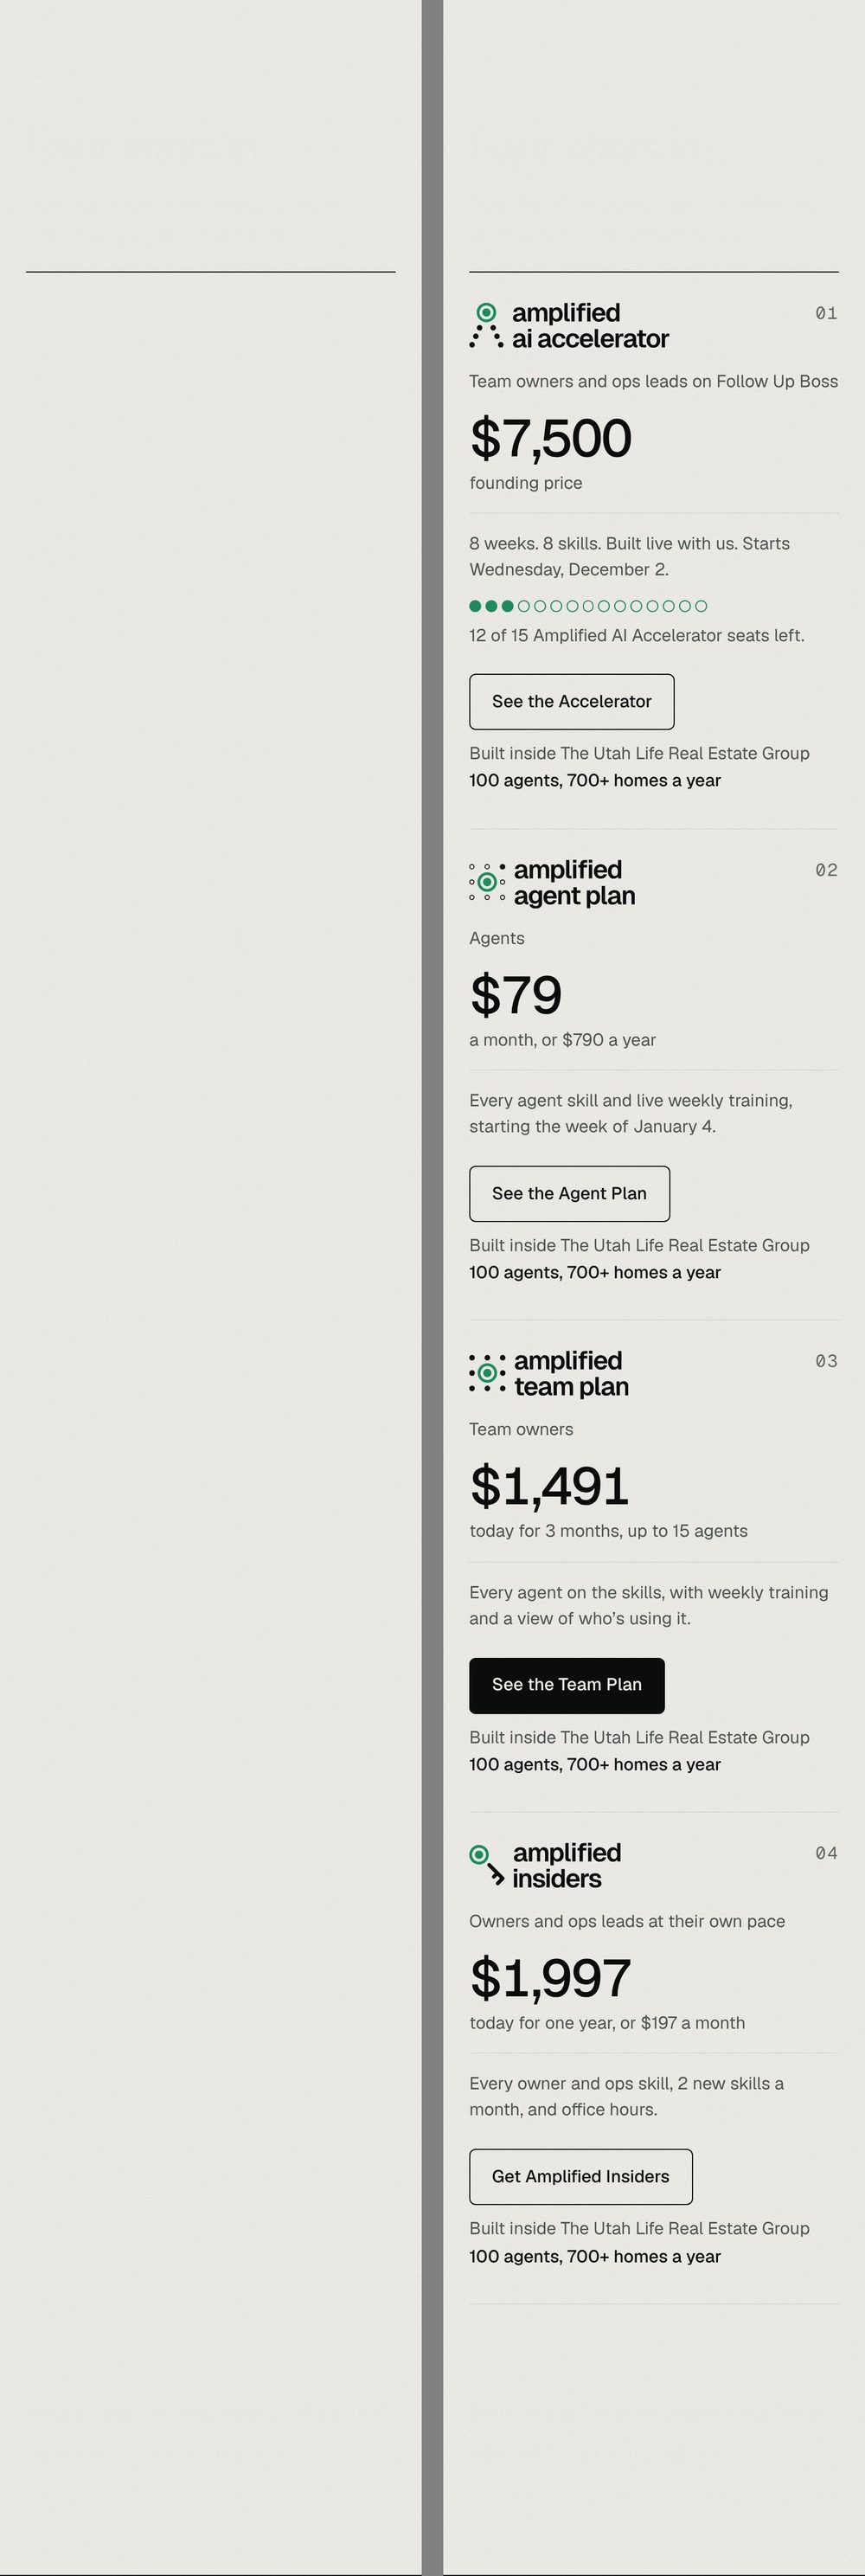 amplified
ai accelerator
01
Team owners and ops leads on Follow Up Boss
$7,500
founding price
8 weeks. 8 skills. Built live with us. Starts
Wednesday, December 2.
12 of 15 Amplified AI Accelerator seats left.
See the Accelerator
Built inside The Utah Life Real Estate Group
100 agents, 700+ homes a year
amplified
agent plan
02
Agents
$79
a month, or $790 a year
Every agent skill and live weekly training,
starting the week of January 4.
See the Agent Plan
Built inside The Utah Life Real Estate Group
100 agents, 700+ homes a year
amplified
team plan
03
Team owners
$1,491
today for 3 months, up to 15 agents
Every agent on the skills, with weekly training
and a view of who’s using it.
See the Team Plan
Built inside The Utah Life Real Estate Group
100 agents, 700+ homes a year
amplified
insiders
04
Owners and ops leads at their own pace
$1,997
today for one year, or $197 a month
Every owner and ops skill, 2 new skills a
month, and office hours.
Get Amplified Insiders
Built inside The Utah Life Real Estate Group
100 agents, 700+ homes a year